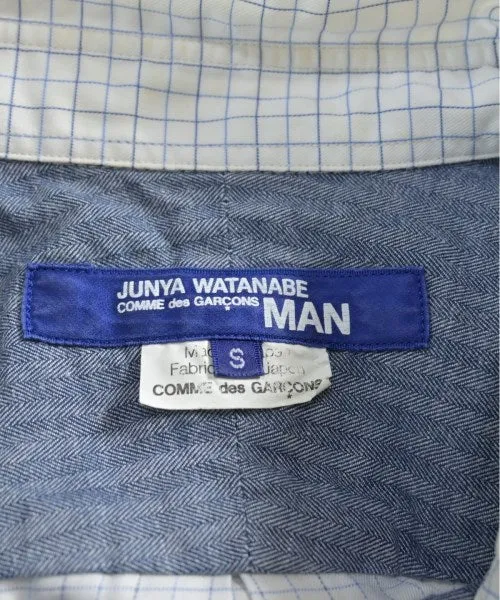 JUNYA WATANABE
COMME des GARÇONS MAN
S
COMME des GARÇONS